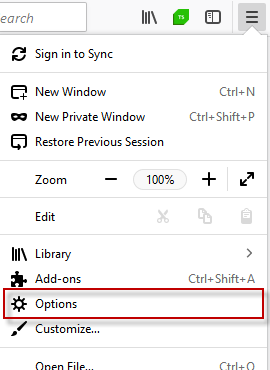 search
TS
Sign in to Sync
New Window Ctrl+N
New Private Window Ctrl+Shift+P
Restore Previous Session
Zoom 100%
Edit
Library
Add-ons Ctrl+Shift+A
Options
Customize...
Open File... Ctrl+O